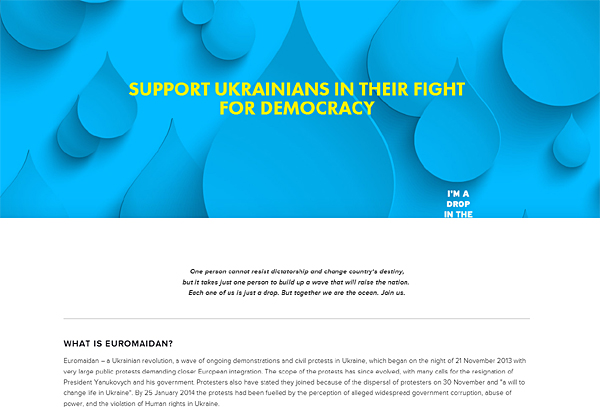 SUPPORT UKRAINIANS IN THEIR FIGHT
FOR DEMOCRACY
I'M A
DROP
IN THE
One person cannot resist dictatorship and change country's destiny,
but it takes just one person to build up a wave that will raise the nation.
Each one of us is just a drop. But together we are the ocean. Join us.
WHAT IS EUROMAIDAN?
Euromaidan – a Ukrainian revolution, a wave of ongoing demonstrations and civil protests in Ukraine, which began on the night of 21 November 2013 with
very large public protests demanding closer European integration. The scope of the protests has since evolved, with many calls for the resignation of
President Yanukovych and his government. Protesters also have stated they joined because of the dispersal of protesters on 30 November and "a will to
change life in Ukraine". By 25 January 2014 the protests had been fuelled by the perception of alleged widespread government corruption, abuse of
power, and the violation of Human rights in Ukraine.